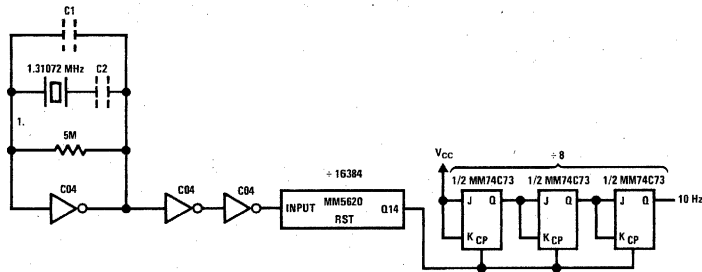 C1
1.31072 MHz
C2
1.
5M
C04
C04
C04
÷ 16384
INPUT
MM5620
RST
Q14
VCC
÷ 8
1/2 MM74C73
1/2 MM74C73
1/2 MM74C73
J
Q
K
CP
J
Q
K
CP
J
Q
K
CP
10 Hz